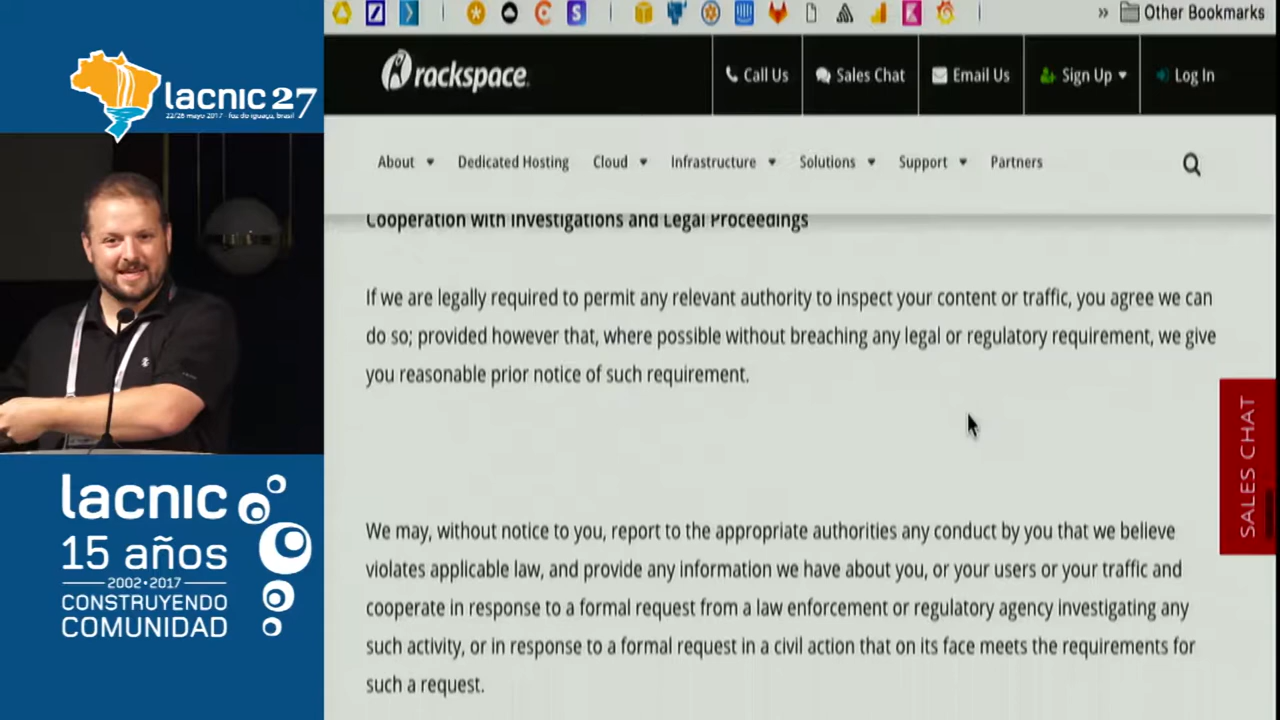 lacnic 27
22/26 mayo 2017 - foz do iguaçu, brasil
lacnic
15 años
2002•2017
CONSTRUYENDO
COMUNIDAD
Other Bookmarks
rackspace
Call Us
Sales Chat
Email Us
Sign Up
Log In
About
Dedicated Hosting
Cloud
Infrastructure
Solutions
Support
Partners
Cooperation with Investigations and Legal Proceedings
If we are legally required to permit any relevant authority to inspect your content or traffic, you agree we can
do so; provided however that, where possible without breaching any legal or regulatory requirement, we give
you reasonable prior notice of such requirement.
SALES CHAT
We may, without notice to you, report to the appropriate authorities any conduct by you that we believe
violates applicable law, and provide any information we have about you, or your users or your traffic and
cooperate in response to a formal request from a law enforcement or regulatory agency investigating any
such activity, or in response to a formal request in a civil action that on its face meets the requirements for
such a request.